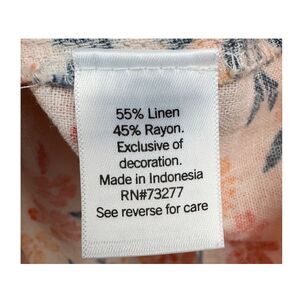 55% Linen
45% Rayon.
Exclusive of
decoration.
Made in Indonesia
RN#73277
See reverse for care